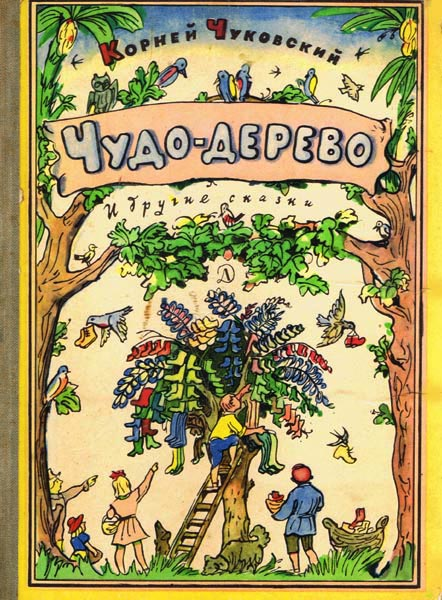 Корней Чуковский
Чудо-дерево
и другие сказки
Д